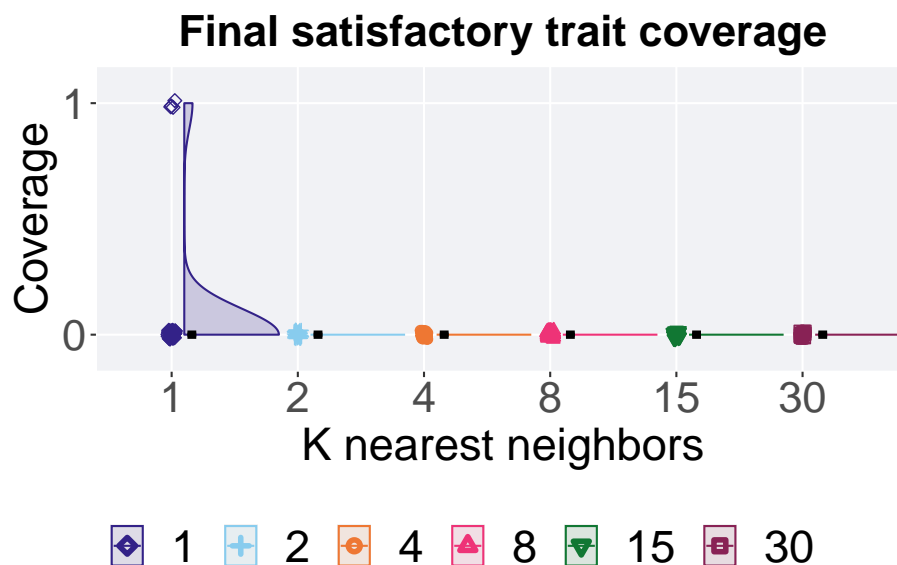 Final satisfactory trait coverage
Coverage
1
0
1 2 4 8 15 30
K nearest neighbors
1 2 4 8 15 30